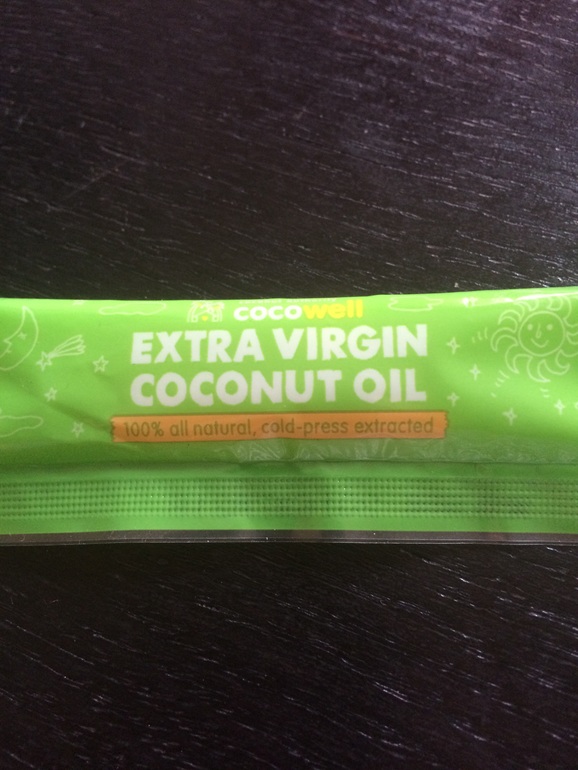 cocowell
EXTRA VIRGIN
COCONUT OIL
100% all natural, cold-press extracted